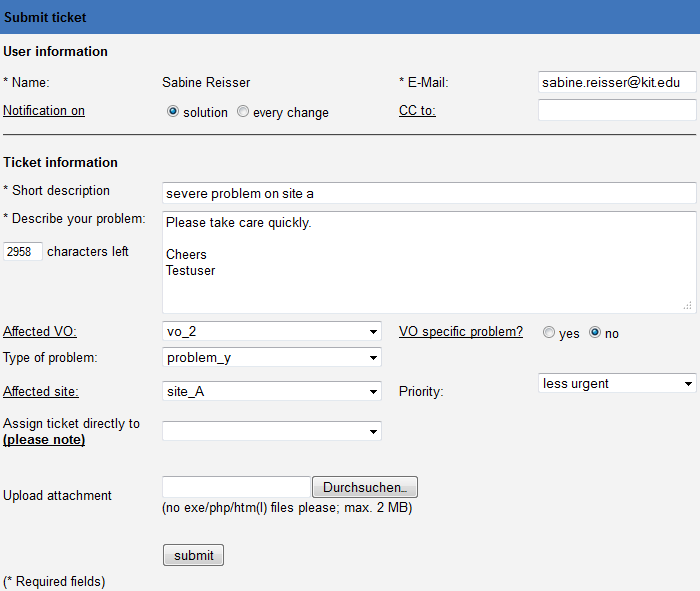 Submit ticket
User information
* Name: Sabine Reisser * E-Mail: sabine.reisser@kit.edu
Notification on solution every change CC to:
Ticket information
* Short description severe problem on site a
* Describe your problem: Please take care quickly.
2958 characters left
Cheers
Testuser
Affected VO: vo_2 VO specific problem? yes no
Type of problem: problem_y
Affected site: site_A Priority: less urgent
Assign ticket directly to
(please note)
Upload attachment Durchsuchen...
(no exe/php/htm(l) files please; max. 2 MB)
submit
(* Required fields)